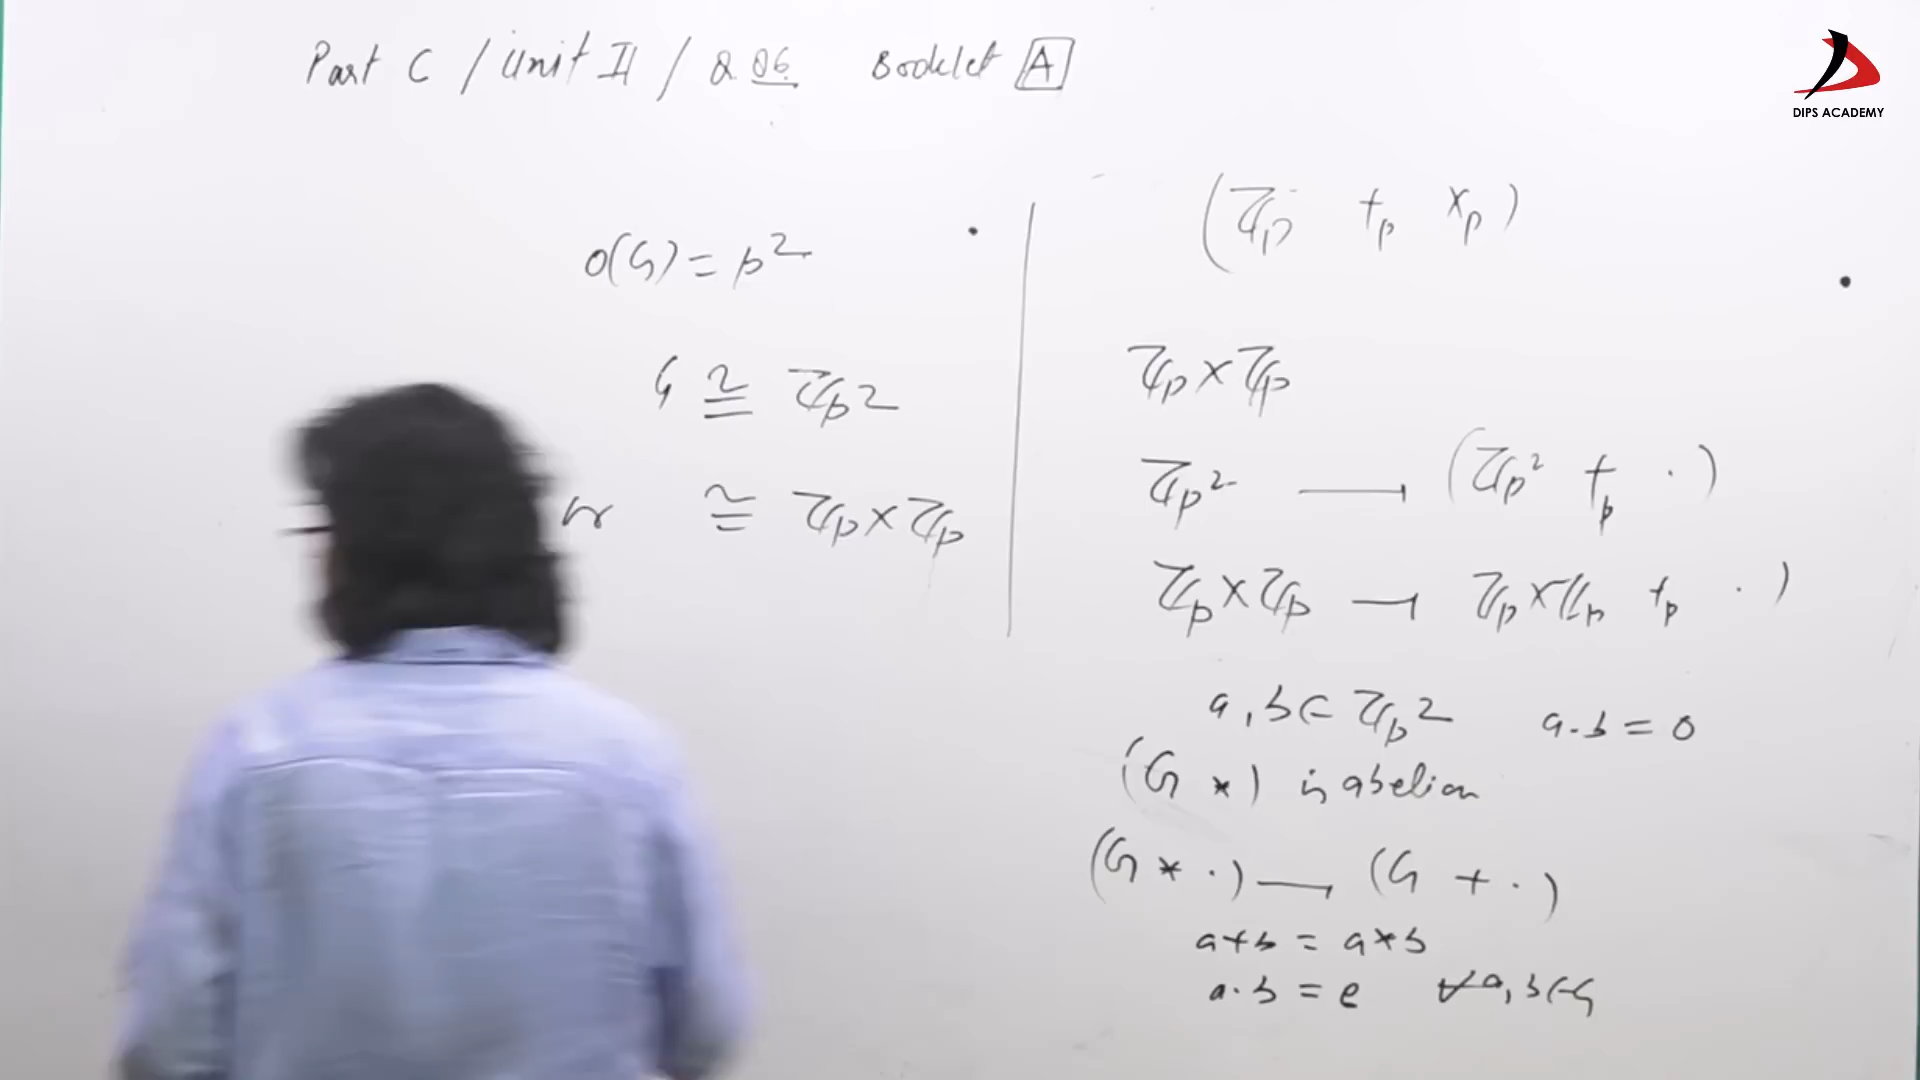 Part C / Unit II / Q 86. Booklet A
DIPS ACADEMY
O(G) = p²
G ≅ ℤp²
or ≅ ℤp × ℤp
(ℤp +p ×p)
ℤp × ℤp
ℤp² → (ℤp² +p ·)
ℤp × ℤp → ℤp × ℤp +p ·)
a, b ∈ ℤp² a·b = 0
(G *) is abelian
(G * ·) → (G + ·)
a+b = a*b
a·b = e ∀ a, b ∈ G